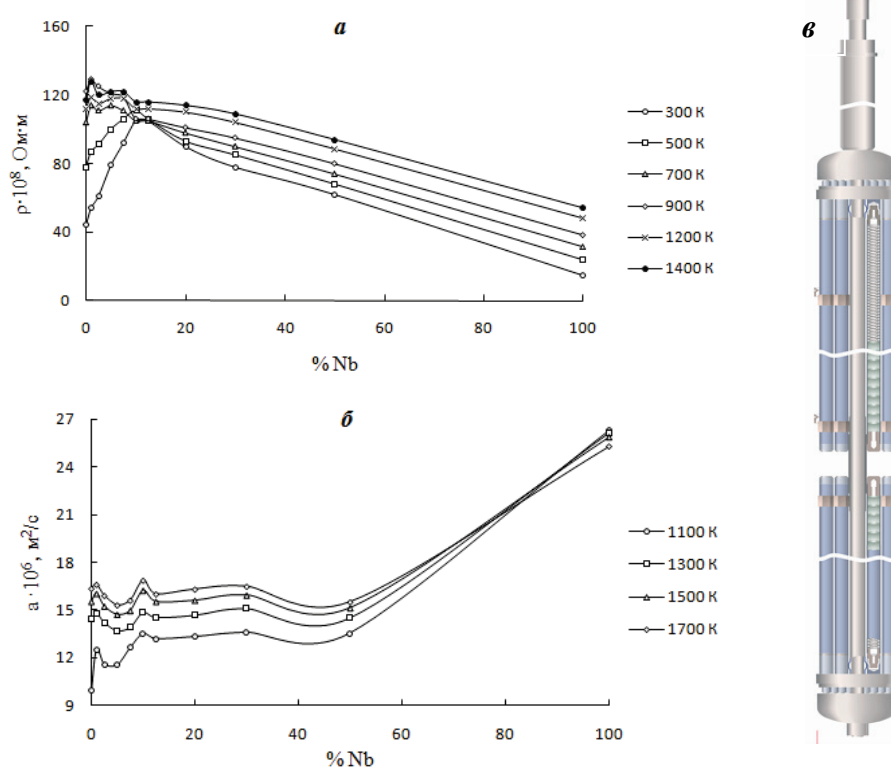 а
ρ·10⁸, Ом·м
160
120
80
40
0
0 20 40 60 80 100
% Nb
300 К
500 К
700 К
900 К
1200 К
1400 К
б
а ·10⁶, м²/с
27
24
21
18
15
12
9
0 20 40 60 80 100
% Nb
1100 К
1300 К
1500 К
1700 К
в